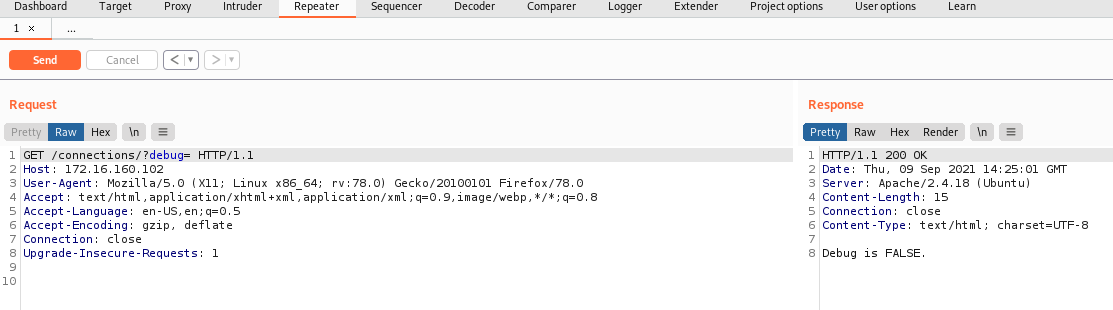 Dashboard Target Proxy Intruder Repeater Sequencer Decoder Comparer Logger Extender Project options User options Learn
1 × ...
Send Cancel < ▼ > ▼
Request
Pretty Raw Hex \n ≡
1 GET /connections/?debug= HTTP/1.1
2 Host: 172.16.160.102
3 User-Agent: Mozilla/5.0 (X11; Linux x86_64; rv:78.0) Gecko/20100101 Firefox/78.0
4 Accept: text/html,application/xhtml+xml,application/xml;q=0.9,image/webp,*/*;q=0.8
5 Accept-Language: en-US,en;q=0.5
6 Accept-Encoding: gzip, deflate
7 Connection: close
8 Upgrade-Insecure-Requests: 1
9
10
Response
Pretty Raw Hex Render \n ≡
1 HTTP/1.1 200 OK
2 Date: Thu, 09 Sep 2021 14:25:01 GMT
3 Server: Apache/2.4.18 (Ubuntu)
4 Content-Length: 15
5 Connection: close
6 Content-Type: text/html; charset=UTF-8
7
8 Debug is FALSE.